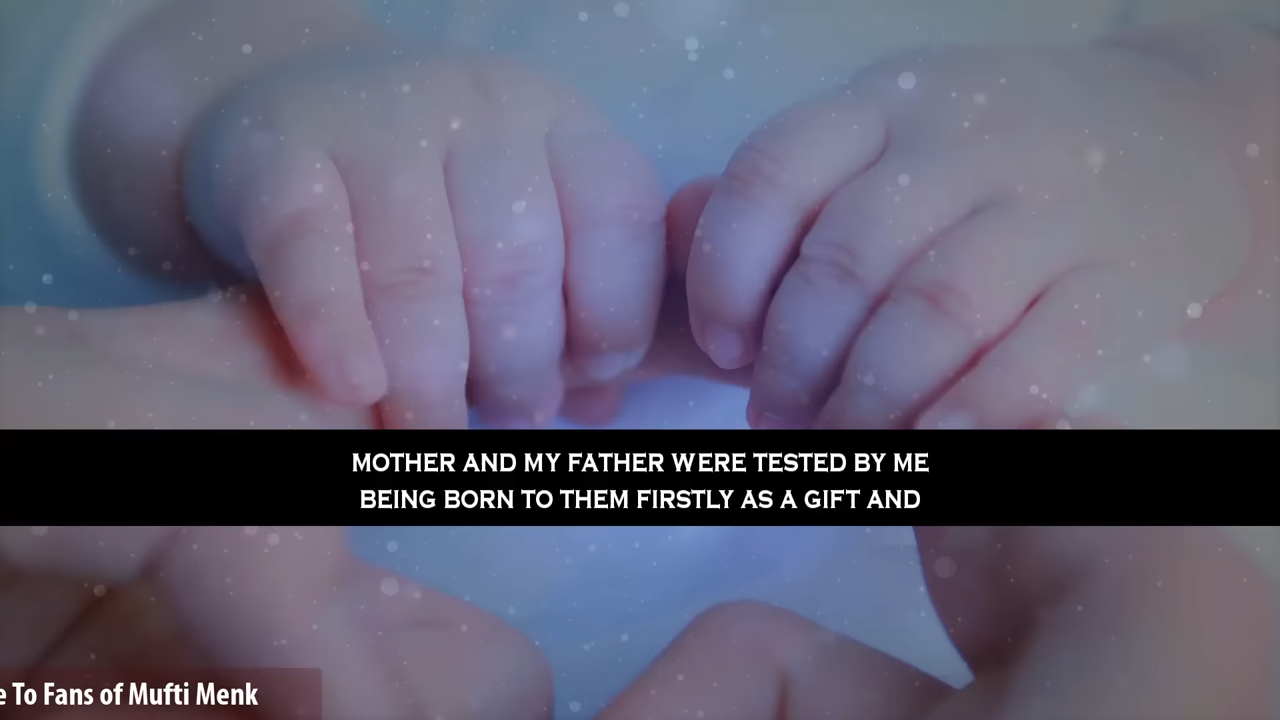 MOTHER AND MY FATHER WERE TESTED BY ME
BEING BORN TO THEM FIRSTLY AS A GIFT AND
e To Fans of Mufti Menk